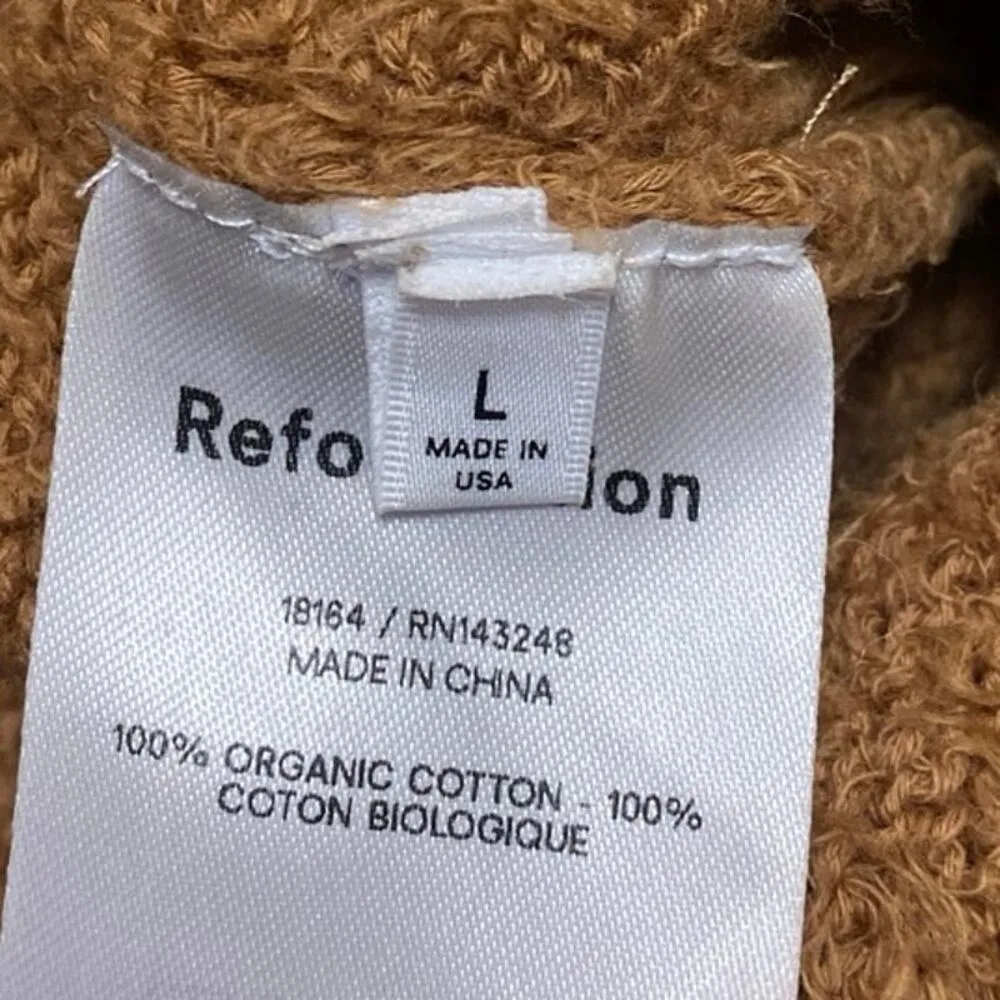 L
MADE IN
USA
Refo ion
18164 / RN143248
MADE IN CHINA
100% ORGANIC COTTON - 100%
COTON BIOLOGIQUE